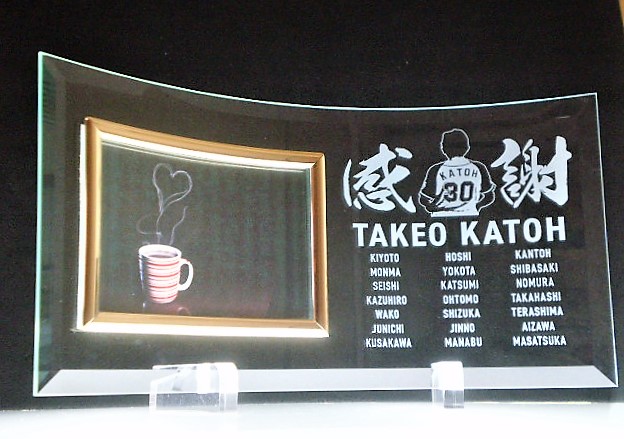 感謝
KATOH
30
TAKEO KATOH
KIYOTO HOSHI KANTOH
MONMA YOKOTA SHIBASAKI
SEISHI KATSUMI NOMURA
KAZUHIRO OHTOMO TAKAHASHI
WAKO SHIZUKA TERASHIMA
JUNICHI JINNO AIZAWA
KUSAKAWA MANABU MASATSUKA